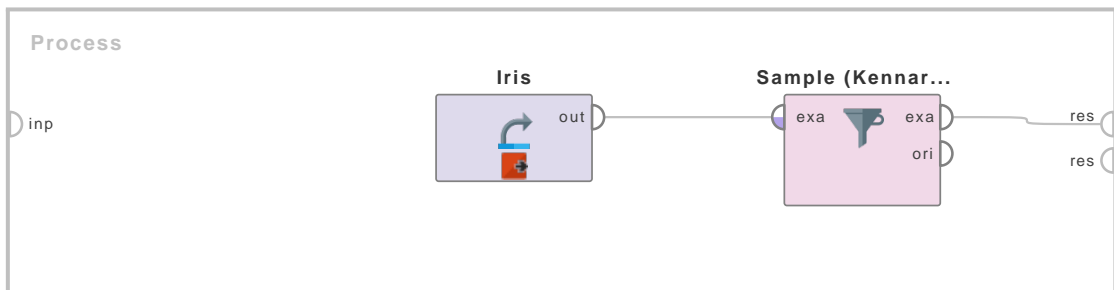 Process
inp
Iris
out
Sample (Kennar...
exa
exa
ori
res
res